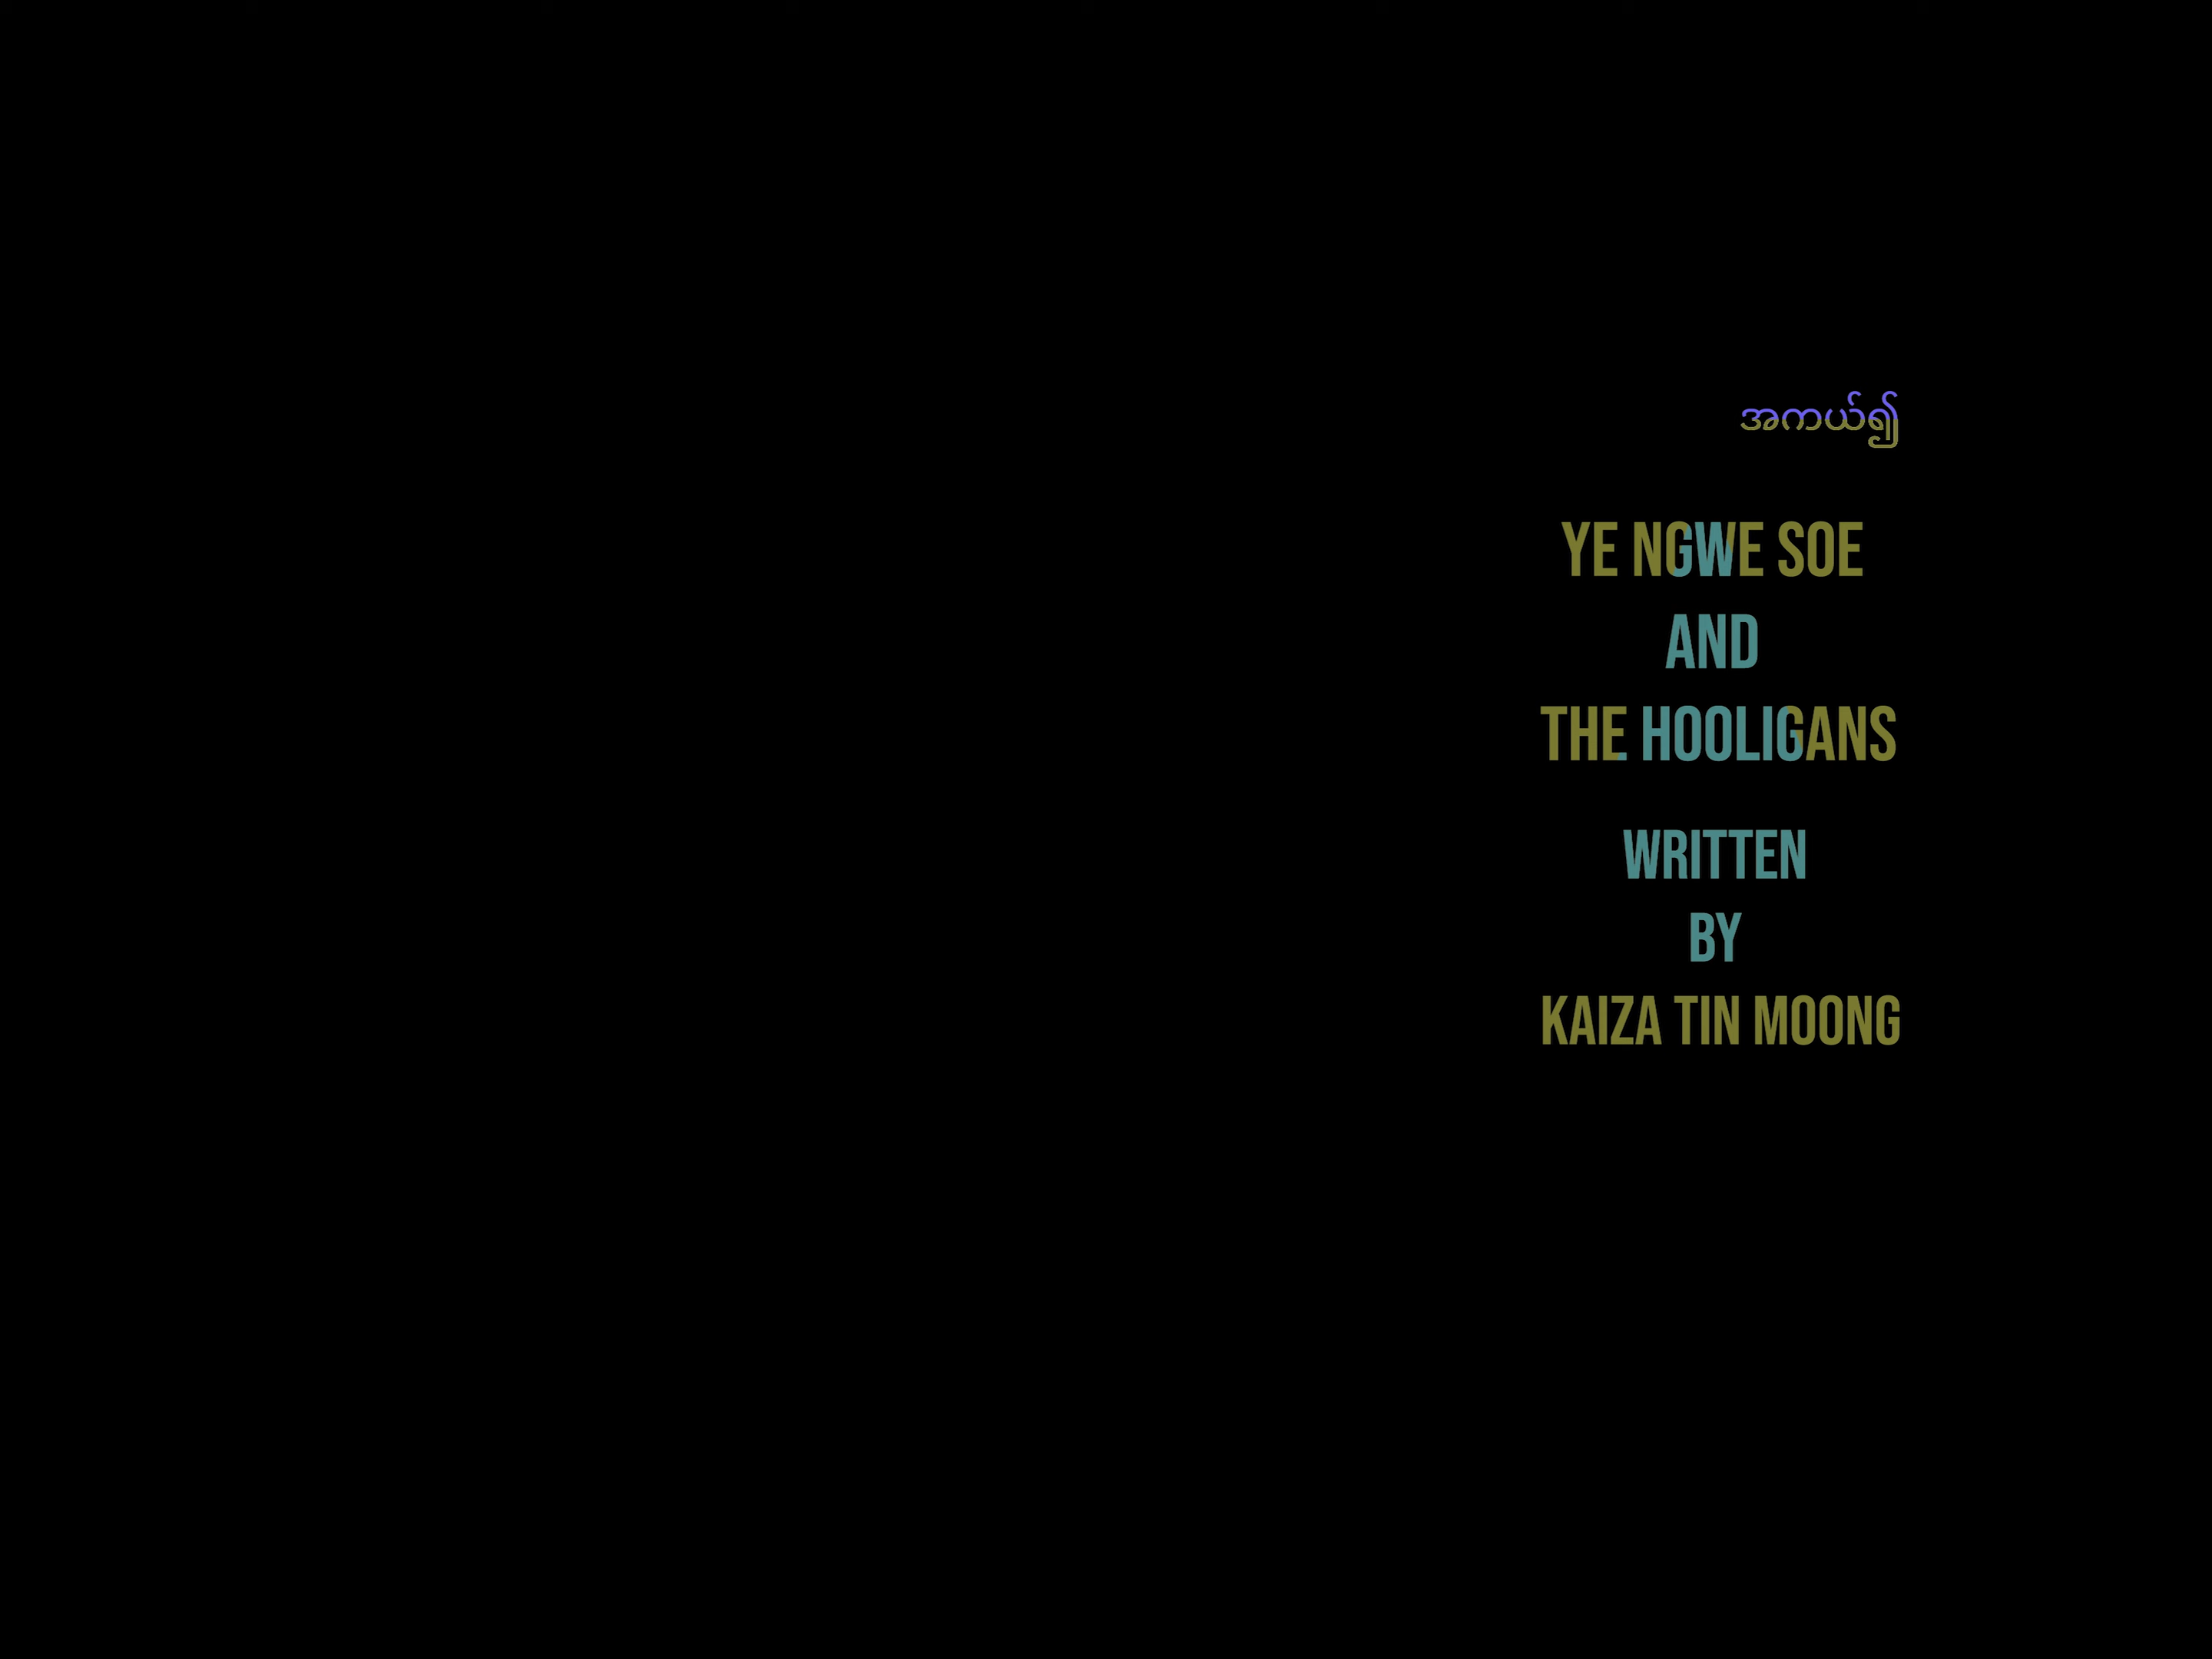 အကယ်၍
YE NGWE SOE
AND
THE HOOLIGANS
WRITTEN
BY
KAIZA TIN MOONG